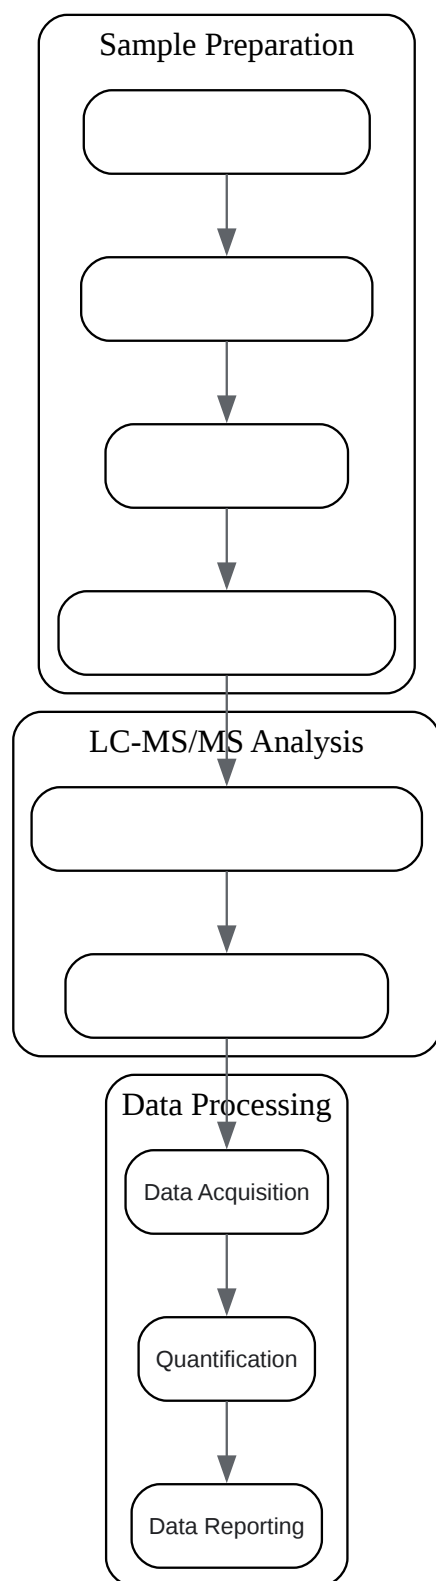 Sample Preparation
LC-MS/MS Analysis
Data Processing
Data Acquisition
Quantification
Data Reporting